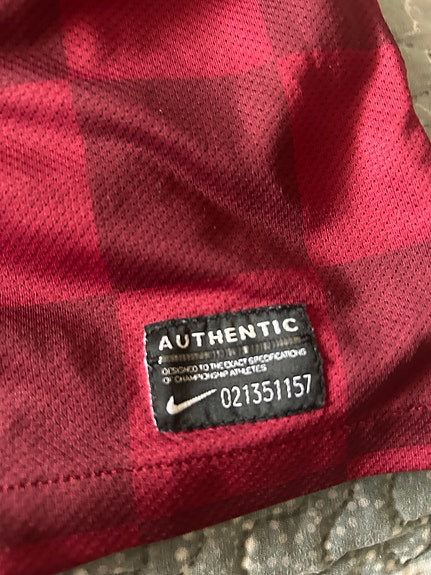 AUTHENTIC
DESIGNED TO THE EXACT SPECIFICATIONS
OF CHAMPIONSHIP ATHLETES
021351157